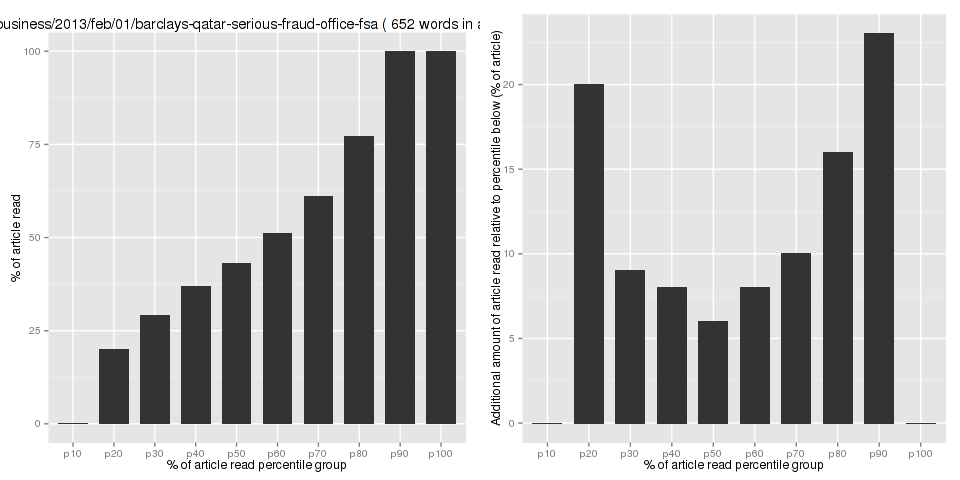 business/2013/feb/01/barclays-qatar-serious-fraud-office-fsa ( 652 words in
% of article read
100
75
50
25
0
p10 p20 p30 p40 p50 p60 p70 p80 p90 p100
% of article read percentile group
Additional amount of article read relative to percentile below (% of article)
20
15
10
5
0
p10 p20 p30 p40 p50 p60 p70 p80 p90 p100
% of article read percentile group